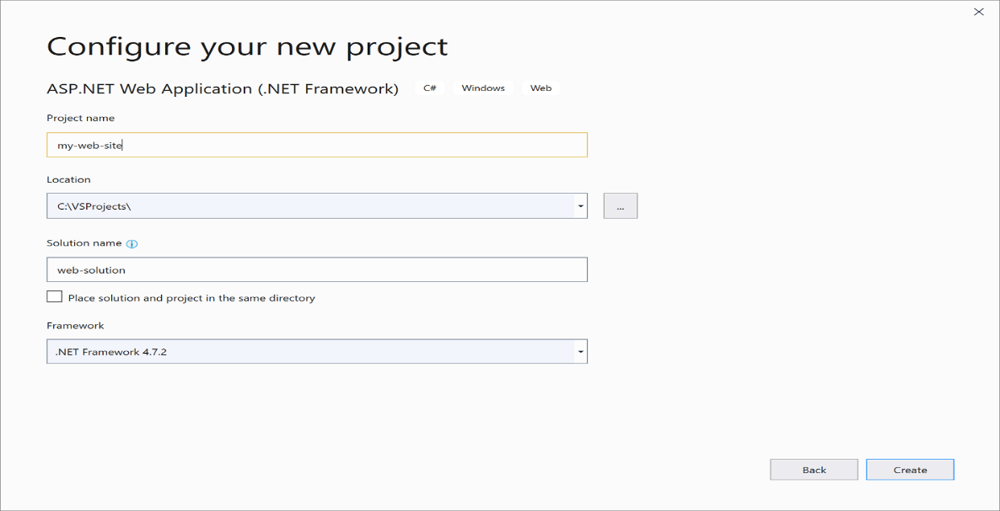 Configure your new project
ASP.NET Web Application (.NET Framework) C# Windows Web
Project name
my-web-site
Location
C:\VSProjects\
...
Solution name
web-solution
Place solution and project in the same directory
Framework
.NET Framework 4.7.2
Back Create